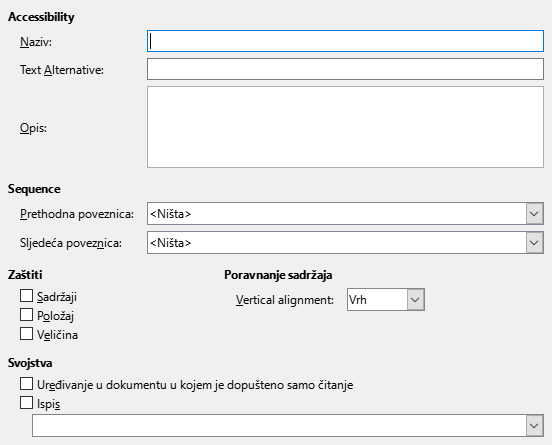 Accessibility
Naziv:
Text Alternative:
Opis:
Sequence
Prethodna poveznica: <Ništa>
Sljedeća poveznica: <Ništa>
Zaštiti Poravnanje sadržaja
Sadržaji Vertical alignment: Vrh
Položaj
Veličina
Svojstva
Uređivanje u dokumentu u kojem je dopušteno samo čitanje
Ispis